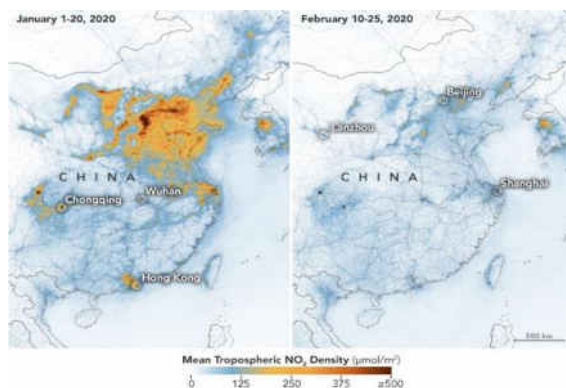 January 1-20, 2020
February 10-25, 2020
Beijing
Lanzhou
CHINA
Wuhan
Chongqing
Hong Kong
CHINA
Shanghai
500 km
Mean Tropospheric NO₂ Density (μmol/m²)
0 125 250 375 ≥500